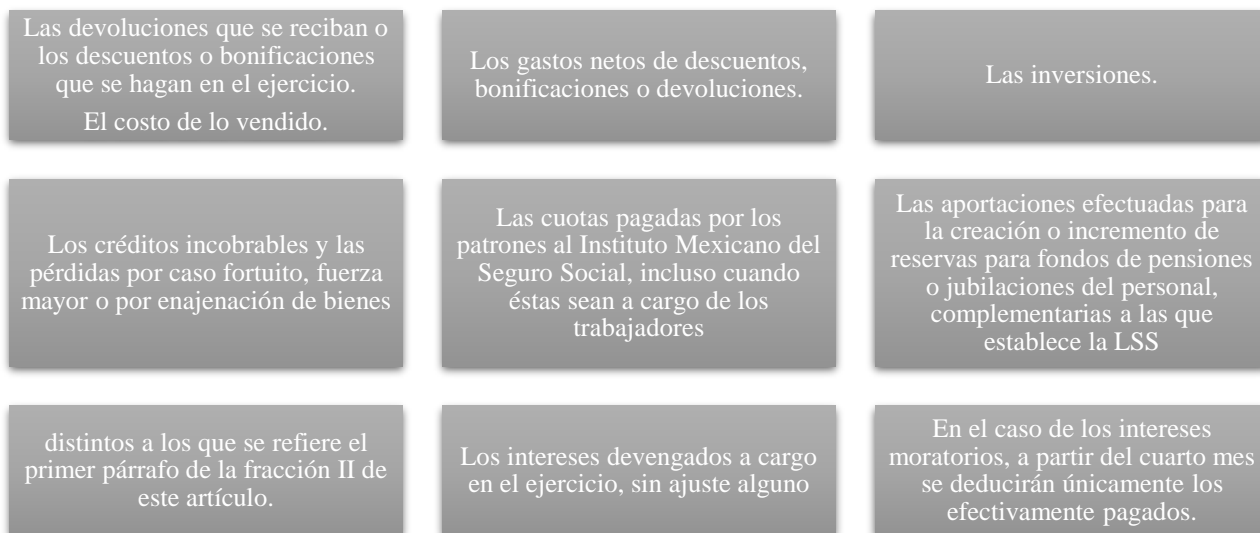 Las devoluciones que se reciban o
los descuentos o bonificaciones
que se hagan en el ejercicio.
El costo de lo vendido.
Los gastos netos de descuentos,
bonificaciones o devoluciones.
Las inversiones.
Los créditos incobrables y las
pérdidas por caso fortuito, fuerza
mayor o por enajenación de bienes
Las cuotas pagadas por los
patrones al Instituto Mexicano del
Seguro Social, incluso cuando
éstas sean a cargo de los
trabajadores
Las aportaciones efectuadas para
la creación o incremento de
reservas para fondos de pensiones
o jubilaciones del personal,
complementarias a las que
establece la LSS
distintos a los que se refiere el
primer párrafo de la fracción II de
este artículo.
Los intereses devengados a cargo
en el ejercicio, sin ajuste alguno
En el caso de los intereses
moratorios, a partir del cuarto mes
se deducirán únicamente los
efectivamente pagados.